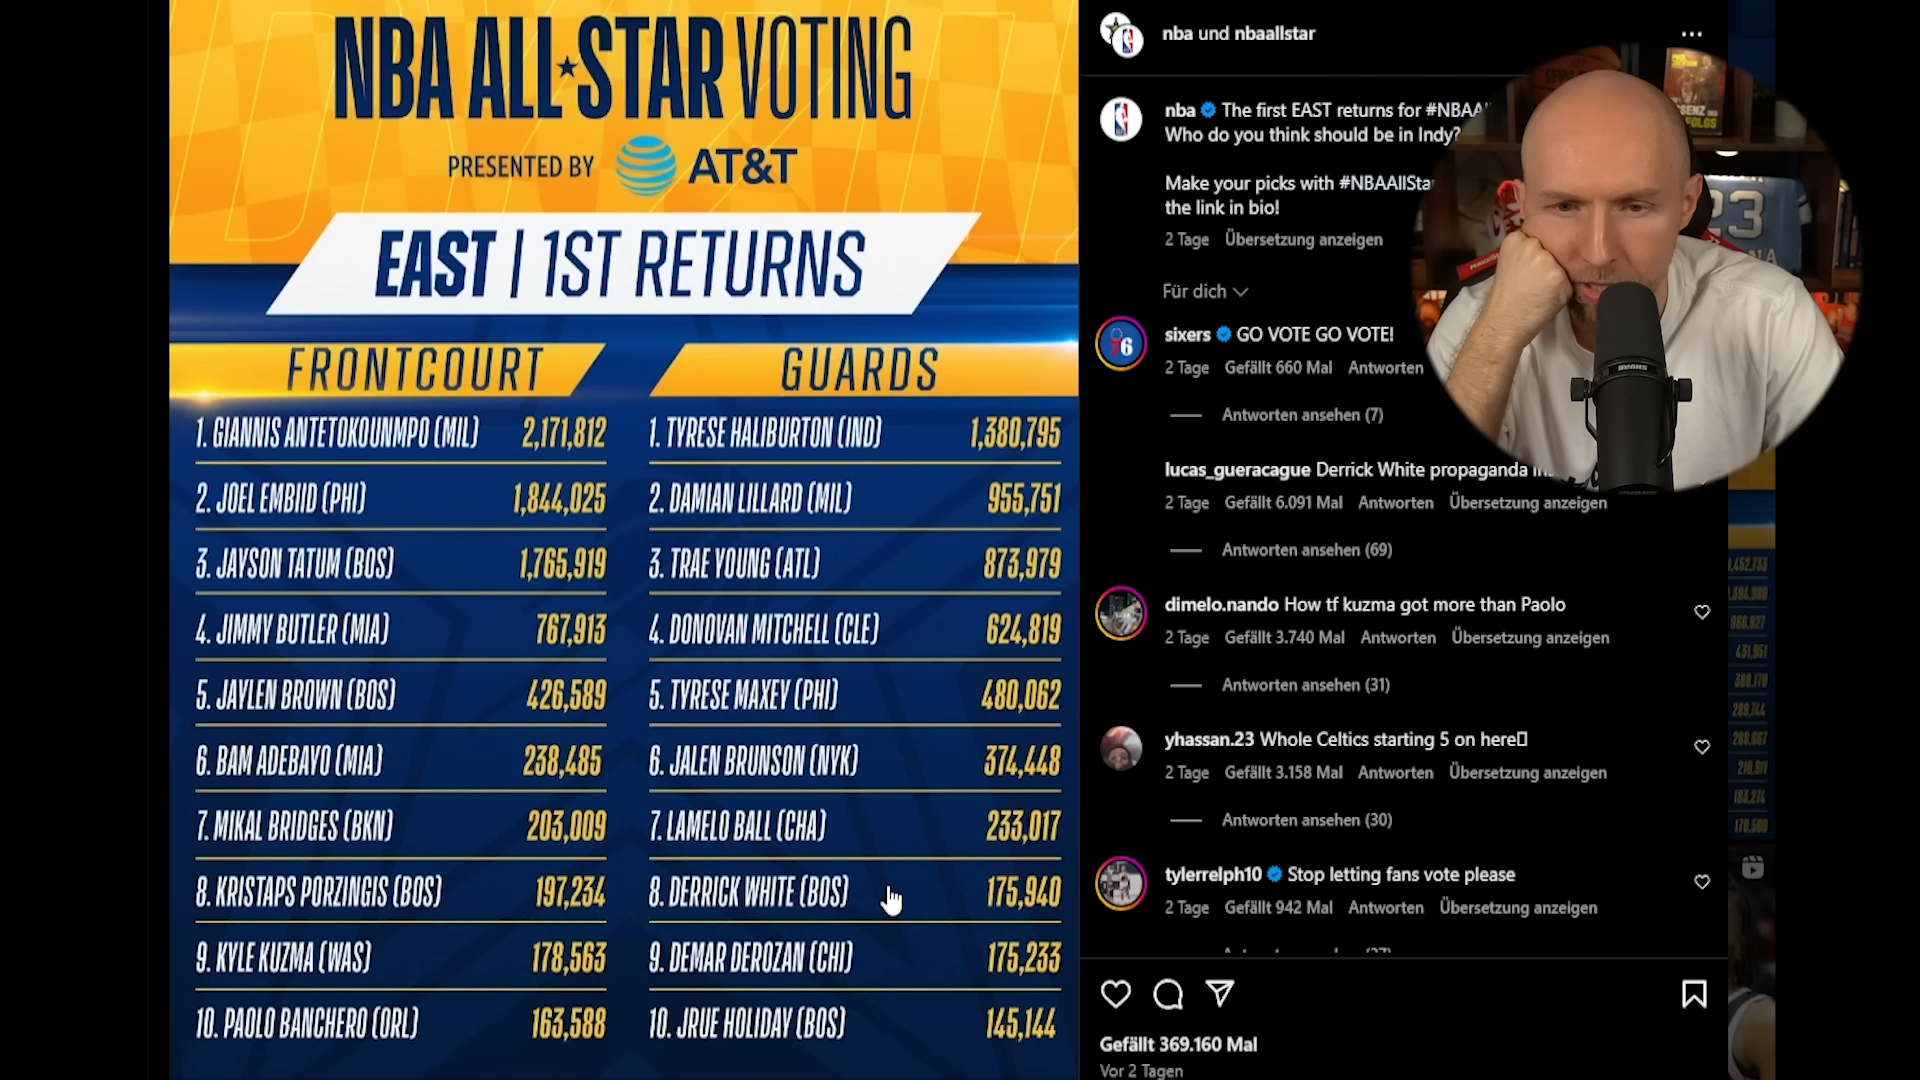 NBA ALL★STAR VOTING
PRESENTED BY AT&T
EAST | 1ST RETURNS
FRONTCOURT
1. GIANNIS ANTETOKOUNMPO (MIL) 2,171,812
2. JOEL EMBIID (PHI) 1,844,025
3. JAYSON TATUM (BOS) 1,765,919
4. JIMMY BUTLER (MIA) 767,913
5. JAYLEN BROWN (BOS) 426,589
6. BAM ADEBAYO (MIA) 238,485
7. MIKAL BRIDGES (BKN) 203,009
8. KRISTAPS PORZINGIS (BOS) 197,234
9. KYLE KUZMA (WAS) 178,563
10. PAOLO BANCHERO (ORL) 163,588
GUARDS
1. TYRESE HALIBURTON (IND) 1,380,795
2. DAMIAN LILLARD (MIL) 955,751
3. TRAE YOUNG (ATL) 873,979
4. DONOVAN MITCHELL (CLE) 624,819
5. TYRESE MAXEY (PHI) 480,062
6. JALEN BRUNSON (NYK) 374,448
7. LAMELO BALL (CHA) 233,017
8. DERRICK WHITE (BOS) 175,940
9. DEMAR DEROZAN (CHI) 175,233
10. JRUE HOLIDAY (BOS) 145,144
nba und nbaallstar
nba The first EAST returns for #NBAAl
Who do you think should be in Indy?
Make your picks with #NBAAllStar
the link in bio!
2 Tage Übersetzung anzeigen
Für dich
sixers GO VOTE GO VOTE!
2 Tage Gefällt 660 Mal Antworten
Antworten ansehen (7)
lucas_gueracague Derrick White propaganda
2 Tage Gefällt 6.091 Mal Antworten Übersetzung anzeigen
Antworten ansehen (69)
dimelo.nando How tf kuzma got more than Paolo
2 Tage Gefällt 3.740 Mal Antworten Übersetzung anzeigen
Antworten ansehen (31)
yhassan.23 Whole Celtics starting 5 on here
2 Tage Gefällt 3.158 Mal Antworten Übersetzung anzeigen
Antworten ansehen (30)
tylerrelph10 Stop letting fans vote please
2 Tage Gefällt 942 Mal Antworten Übersetzung anzeigen
Gefällt 369.160 Mal
Vor 2 Tagen
23